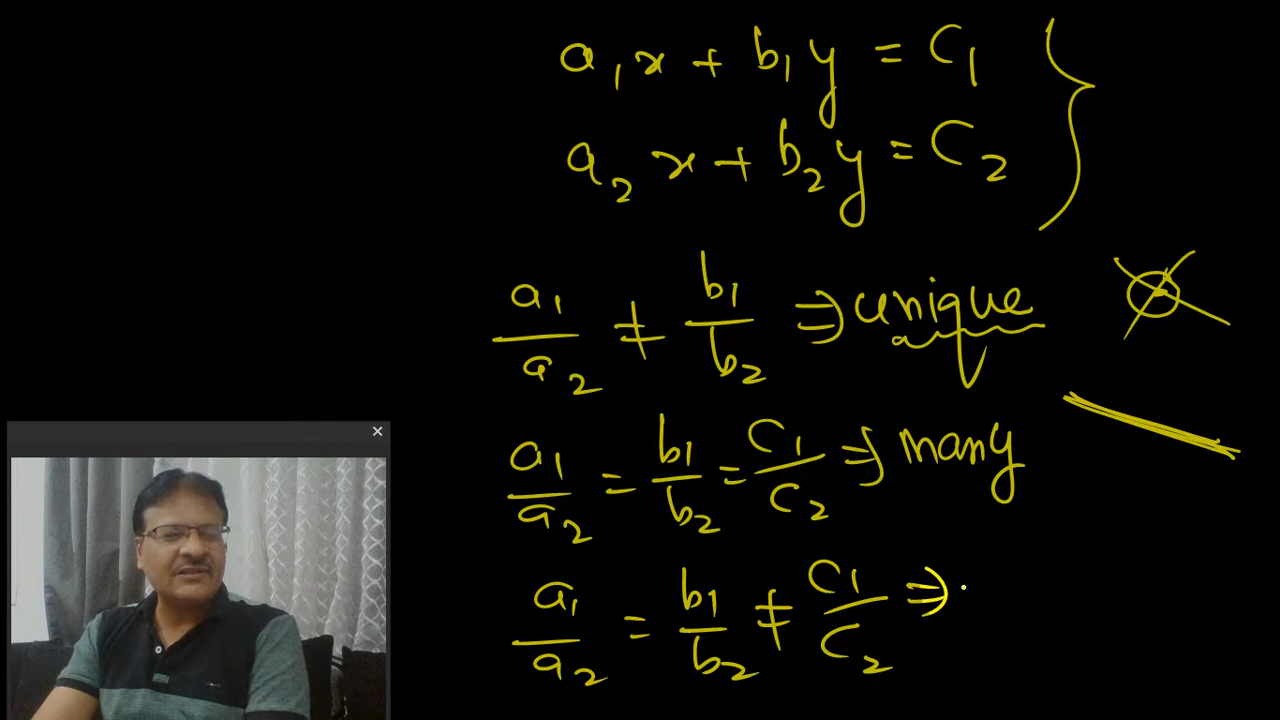 a₁x + b₁y = c₁
a₂x + b₂y = c₂
a₁/a₂ ≠ b₁/b₂ ⇒ unique
a₁/a₂ = b₁/b₂ = c₁/c₂ ⇒ many
a₁/a₂ = b₁/b₂ ≠ c₁/c₂ ⇒